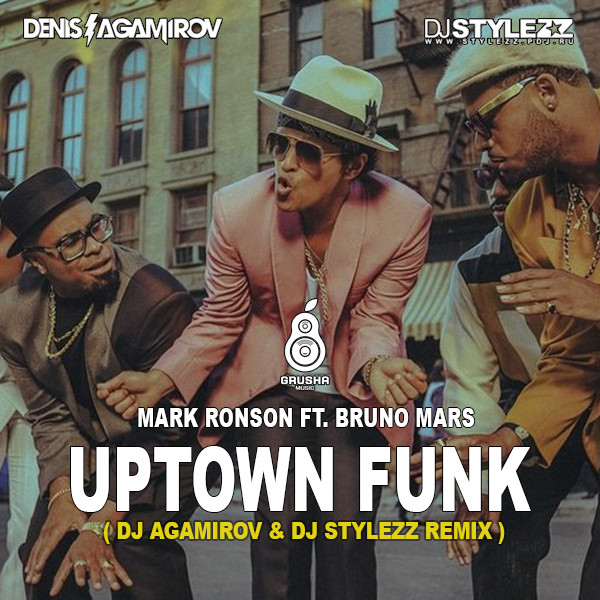 DENIS AGAMIROV
DJ STYLEZZ
WWW.STYLEZZ.PDJ.RU
GRUSHA
MUSIC
MARK RONSON FT. BRUNO MARS
UPTOWN FUNK
( DJ AGAMIROV & DJ STYLEZZ REMIX )